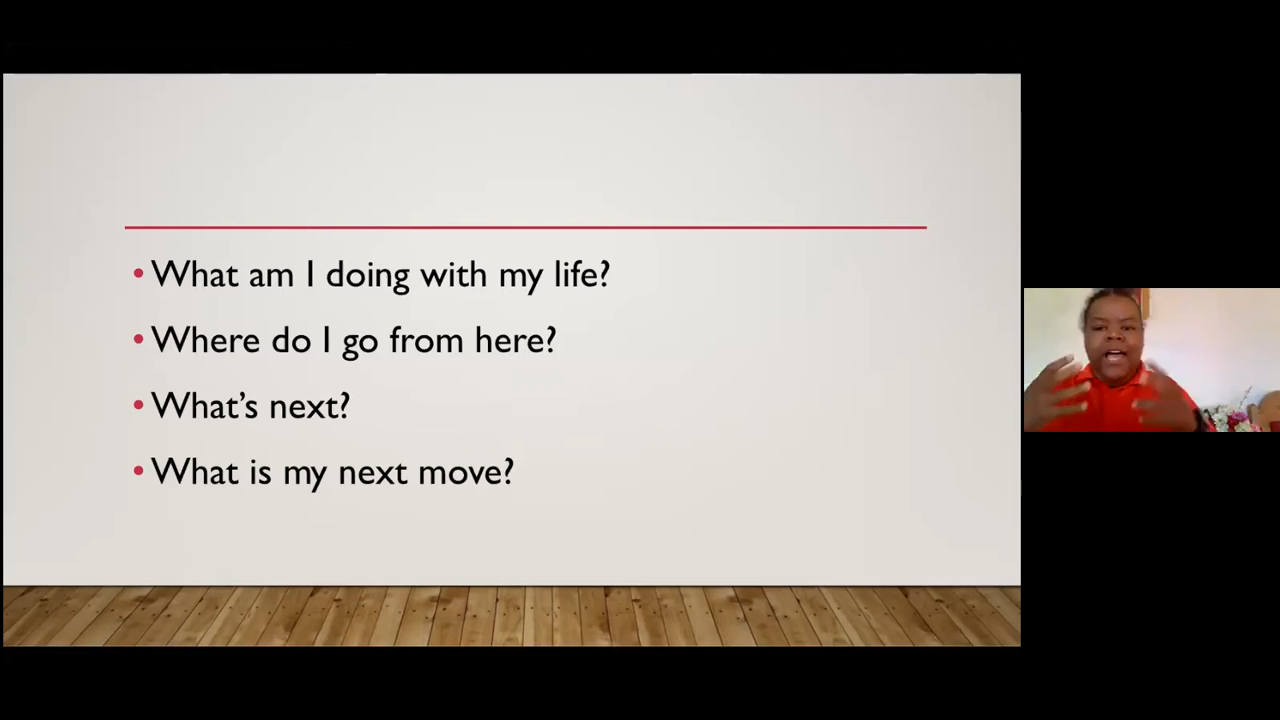 • What am I doing with my life?
• Where do I go from here?
• What's next?
• What is my next move?